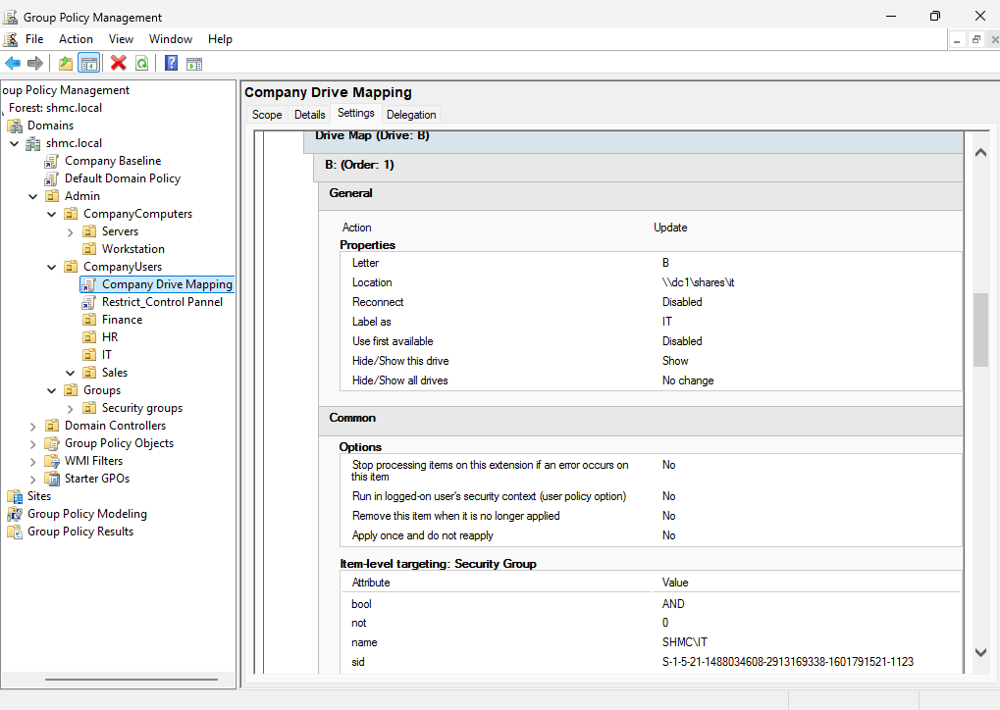 Group Policy Management
File Action View Window Help
oup Policy Management
Forest: shmc.local
Domains
shmc.local
Company Baseline
Default Domain Policy
Admin
CompanyComputers
Servers
Workstation
CompanyUsers
Company Drive Mapping
Restrict_Control Pannel
Finance
HR
IT
Sales
Groups
Security groups
Domain Controllers
Group Policy Objects
WMI Filters
Starter GPOs
Sites
Group Policy Modeling
Group Policy Results
Company Drive Mapping
Scope Details Settings Delegation
Drive Map (Drive: B)
B: (Order: 1)
General
Action Update
Properties
Letter B
Location \\dc1\shares\it
Reconnect Disabled
Label as IT
Use first available Disabled
Hide/Show this drive Show
Hide/Show all drives No change
Common
Options
Stop processing items on this extension if an error occurs on No
this item
Run in logged-on user's security context (user policy option) No
Remove this item when it is no longer applied No
Apply once and do not reapply No
Item-level targeting: Security Group
Attribute Value
bool AND
not 0
name SHMC\IT
sid S-1-5-21-1488034608-2913169338-1601791521-1123